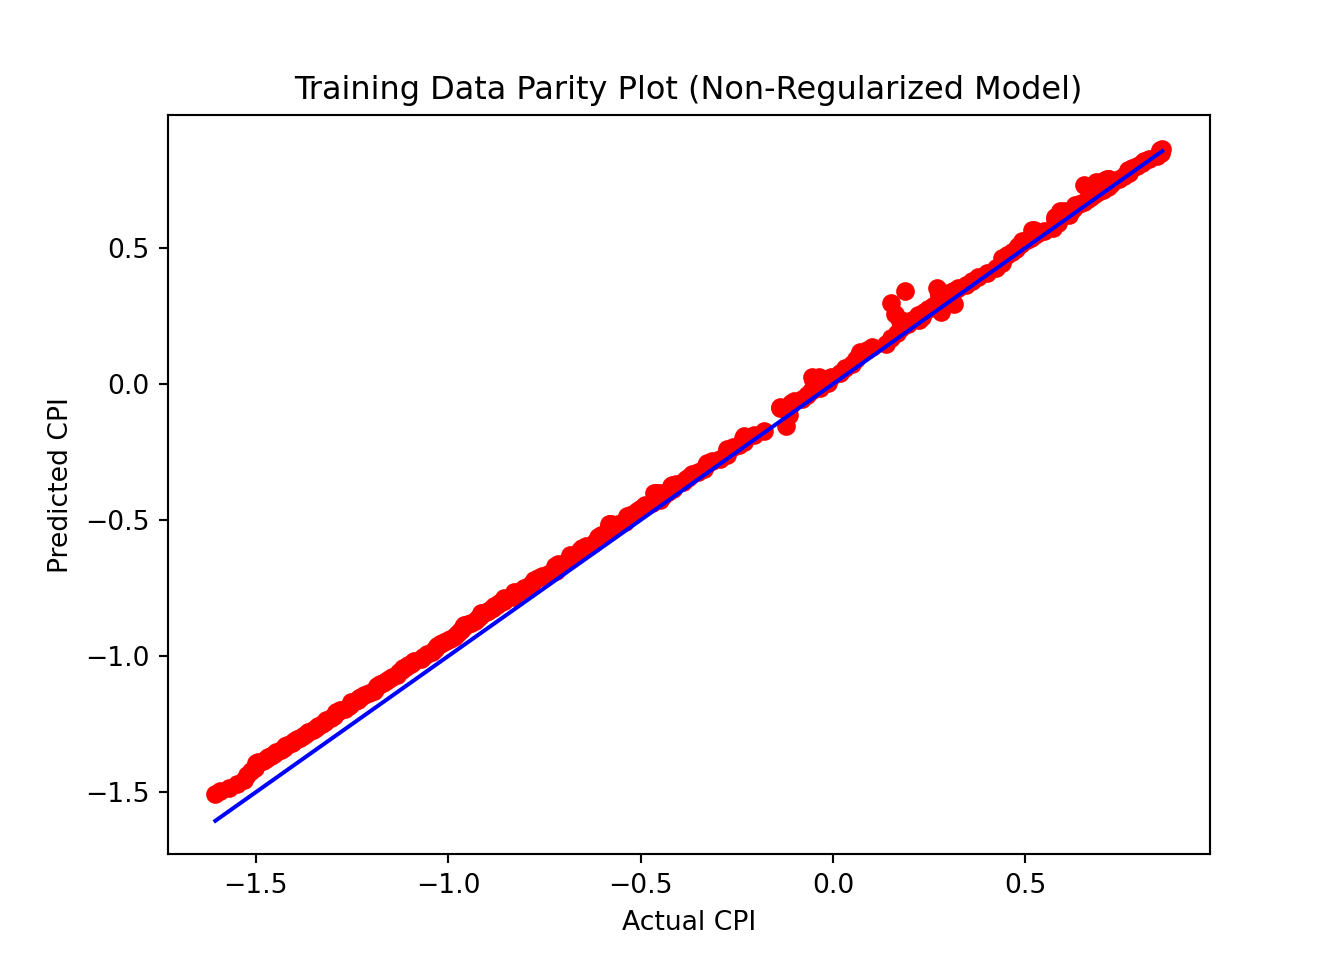 Training Data Parity Plot (Non-Regularized Model)
0.5
0.0
−0.5
−1.0
−1.5
Predicted CPI
−1.5 −1.0 −0.5 0.0 0.5
Actual CPI